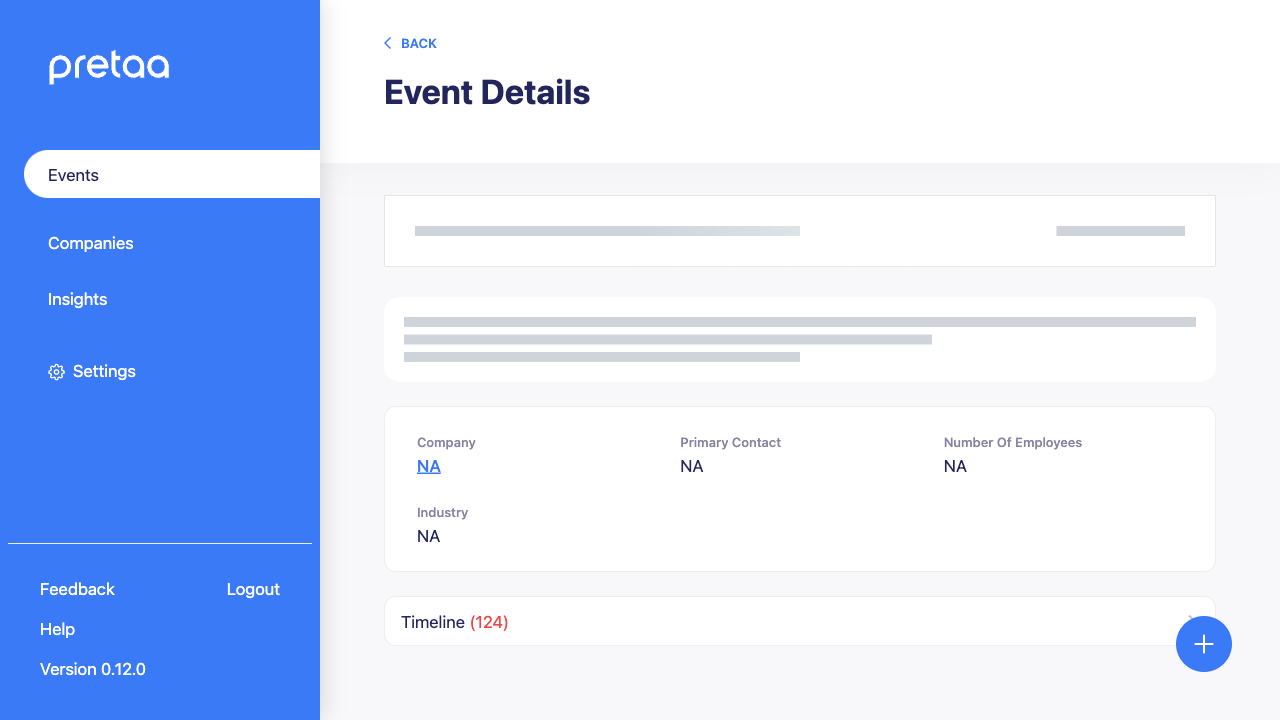 pretaa
Events
Companies
Insights
Settings
Feedback
Logout
Help
Version 0.12.0
BACK
Event Details
Company
NA
Primary Contact
NA
Number Of Employees
NA
Industry
NA
Timeline (124)